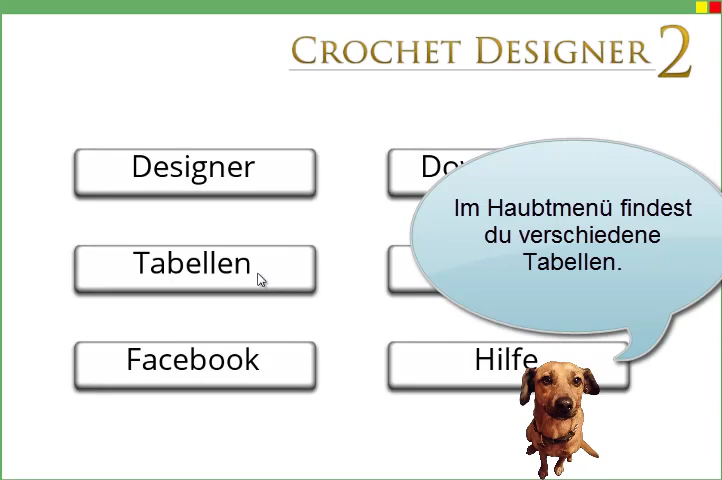 CROCHET DESIGNER 2
Designer
Im Haubtmenü findest
du verschiedene
Tabellen.
Tabellen
Facebook
Hilfe